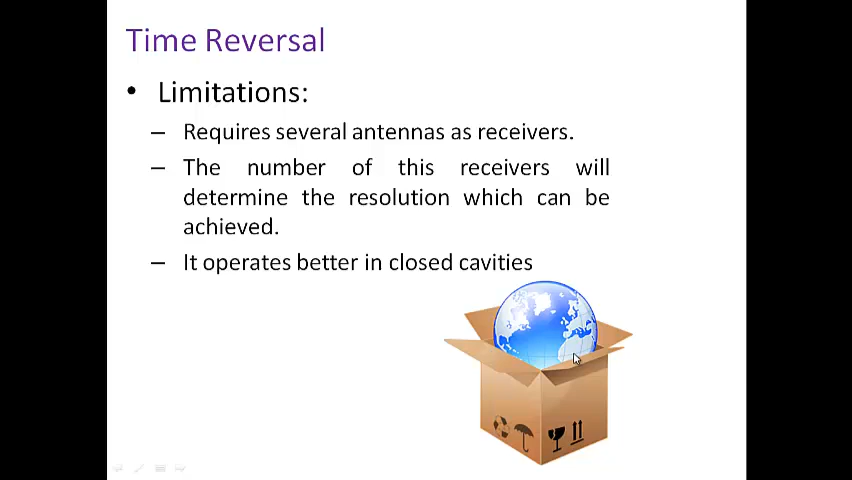 Time Reversal
• Limitations:
– Requires several antennas as receivers.
– The number of this receivers will
determine the resolution which can be
achieved.
– It operates better in closed cavities